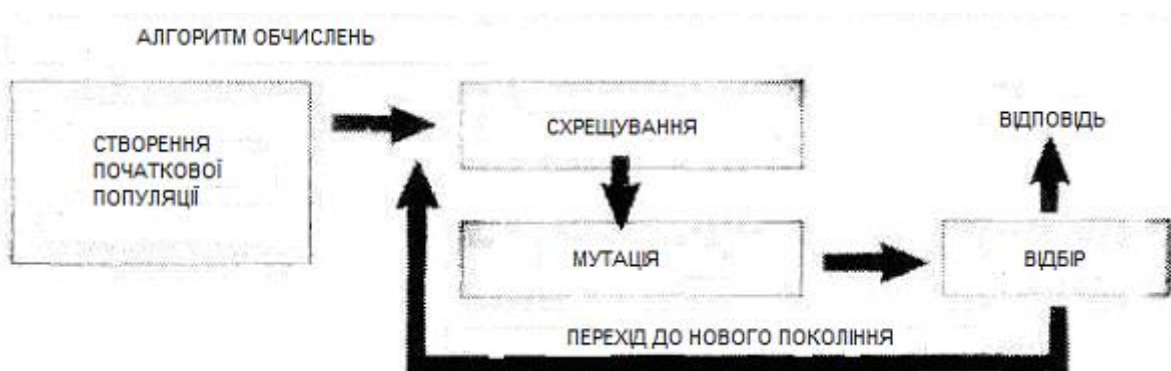 АЛГОРИТМ ОБЧИСЛЕНЬ
СТВОРЕННЯ
ПОЧАТКОВОЇ
ПОПУЛЯЦІЇ
СХРЕЩУВАННЯ
МУТАЦІЯ
ВІДПОВІДЬ
ВІДБІР
ПЕРЕХІД ДО НОВОГО ПОКОЛІННЯ